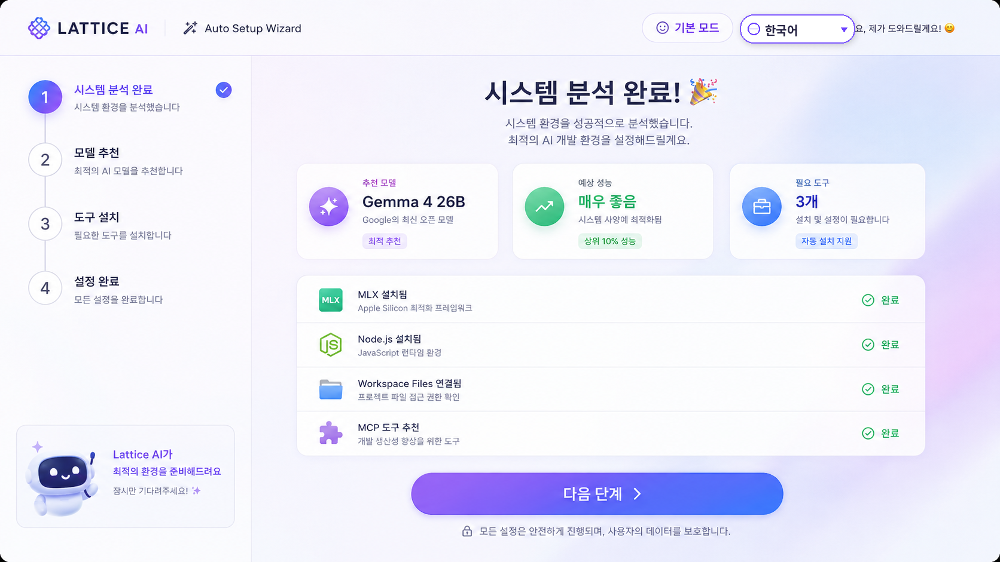 LATTICE AI
Auto Setup Wizard
기본 모드
한국어
요, 제가 도와드릴게요! 😊
1
시스템 분석 완료
시스템 환경을 분석했습니다
2
모델 추천
최적의 AI 모델을 추천합니다
3
도구 설치
필요한 도구를 설치합니다
4
설정 완료
모든 설정을 완료합니다
Lattice AI가
최적의 환경을 준비해드려요
잠시만 기다려주세요! ✨
시스템 분석 완료! 🎉
시스템 환경을 성공적으로 분석했습니다.
최적의 AI 개발 환경을 설정해드릴게요.
추천 모델
Gemma 4 26B
Google의 최신 오픈 모델
최적 추천
예상 성능
매우 좋음
시스템 사양에 최적화됨
상위 10% 성능
필요 도구
3개
설치 및 설정이 필요합니다
자동 설치 지원
MLX
MLX 설치됨
Apple Silicon 최적화 프레임워크
완료
JS
Node.js 설치됨
JavaScript 런타임 환경
완료
Workspace Files 연결됨
프로젝트 파일 접근 권한 확인
완료
MCP 도구 추천
개발 생산성 향상을 위한 도구
완료
다음 단계
모든 설정은 안전하게 진행되며, 사용자의 데이터를 보호합니다.